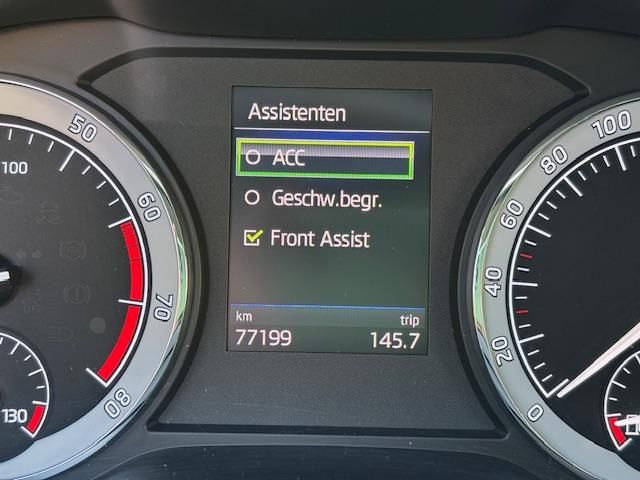 Assistenten
ACC
Geschw.begr.
Front Assist
km trip
77199 145.7
50
60
70
80
100
130
100
80
60
40
20
0